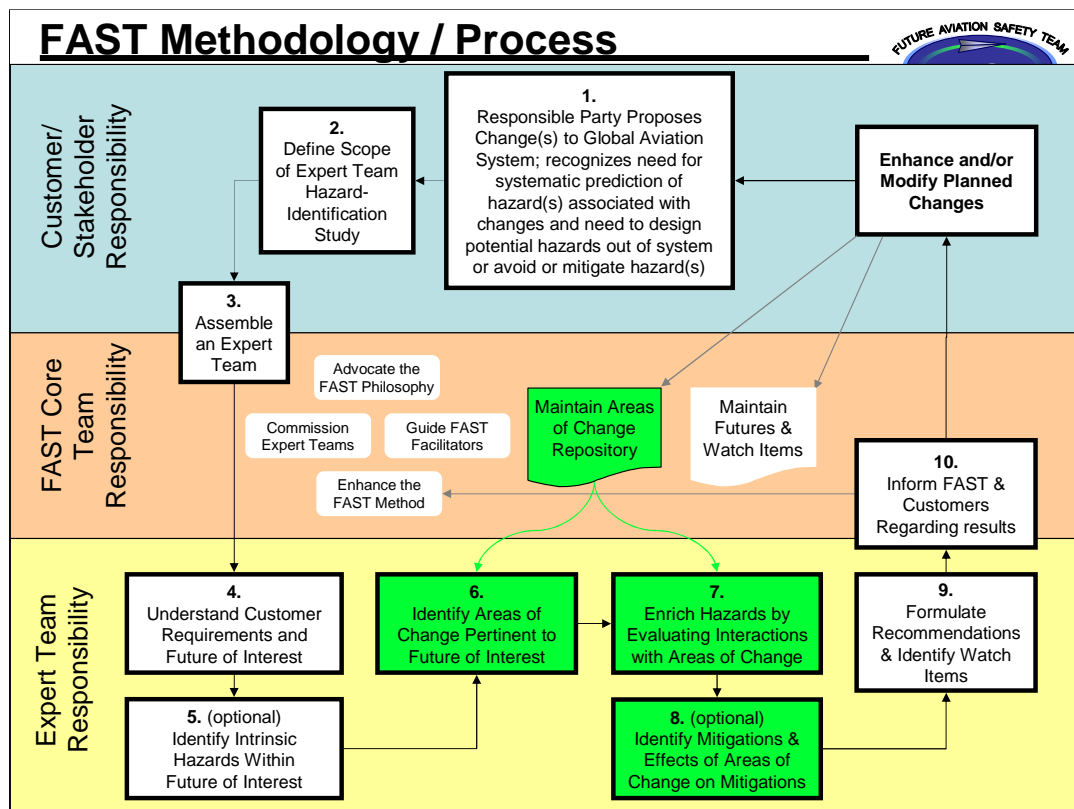 FAST Methodology / Process
FUTURE AVIATION SAFETY TEAM
Customer/
Stakeholder
Responsibility
1.
Responsible Party Proposes
Change(s) to Global Aviation
System; recognizes need for
systematic prediction of
hazard(s) associated with
changes and need to design
potential hazards out of system
or avoid or mitigate hazard(s)
2.
Define Scope
of Expert Team
Hazard-
Identification
Study
Enhance and/or
Modify Planned
Changes
3.
Assemble
an Expert
Team
FAST Core
Team
Responsibility
Advocate the
FAST Philosophy
Commission
Expert Teams
Guide FAST
Facilitators
Enhance the
FAST Method
Maintain Areas
of Change
Repository
Maintain
Futures &
Watch Items
10.
Inform FAST &
Customers
Regarding results
Expert Team
Responsibility
4.
Understand Customer
Requirements and
Future of Interest
5. (optional)
Identify Intrinsic
Hazards Within
Future of Interest
6.
Identify Areas of
Change Pertinent to
Future of Interest
7.
Enrich Hazards by
Evaluating Interactions
with Areas of Change
8. (optional)
Identify Mitigations &
Effects of Areas of
Change on Mitigations
9.
Formulate
Recommendations
& Identify Watch
Items